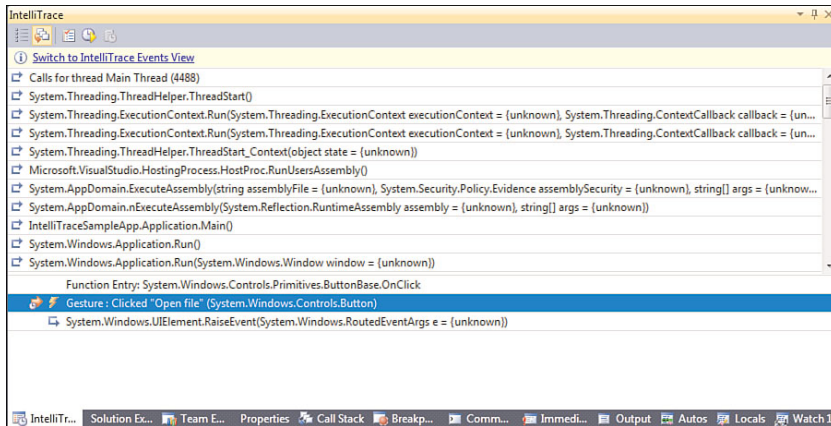 IntelliTrace
Switch to IntelliTrace Events View
Calls for thread Main Thread (4488)
System.Threading.ThreadHelper.ThreadStart()
System.Threading.ExecutionContext.Run(System.Threading.ExecutionContext executionContext = {unknown}, System.Threading.ContextCallback callback = {un...
System.Threading.ExecutionContext.Run(System.Threading.ExecutionContext executionContext = {unknown}, System.Threading.ContextCallback callback = {un...
System.Threading.ThreadHelper.ThreadStart_Context(object state = {unknown})
Microsoft.VisualStudio.HostingProcess.HostProc.RunUsersAssembly()
System.AppDomain.ExecuteAssembly(string assemblyFile = {unknown}, System.Security.Policy.Evidence assemblySecurity = {unknown}, string[] args = {unknow...
System.AppDomain.nExecuteAssembly(System.Reflection.RuntimeAssembly assembly = {unknown}, string[] args = {unknown})
IntelliTraceSampleApp.Application.Main()
System.Windows.Application.Run()
System.Windows.Application.Run(System.Windows.Window window = {unknown})
Function Entry: System.Windows.Controls.Primitives.ButtonBase.OnClick
Gesture : Clicked "Open file" (System.Windows.Controls.Button)
System.Windows.UIElement.RaiseEvent(System.Windows.RoutedEventArgs e = {unknown})
IntelliTr... Solution Ex... Team E... Properties Call Stack Breakp... Comm... Immedi... Output Autos Locals Watch 1